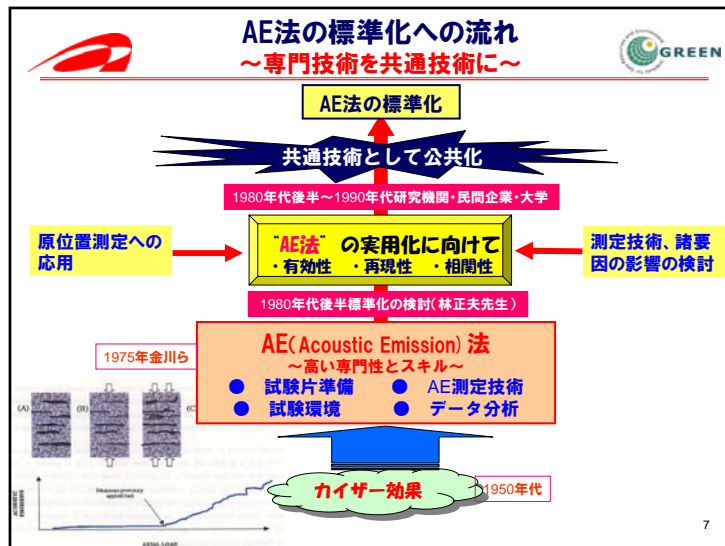 AE法の標準化への流れ
~専門技術を共通技術に~
GREEN
AE法の標準化
共通技術として公共化
1980年代後半~1990年代研究機関・民間企業・大学
原位置測定への
応用
“AE法”の実用化に向けて
・有効性 ・再現性 ・相関性
測定技術、諸要
因の影響の検討
1980年代後半標準化の検討(林正夫先生)
1975年金川ら
AE(Acoustic Emission)法
~高い専門性とスキル~
● 試験片準備 ● AE測定技術
● 試験環境 ● データ分析
(A) (B) (C
Maximum previously
applied load
AXIAL LOAD
カイザー効果
1950年代
7